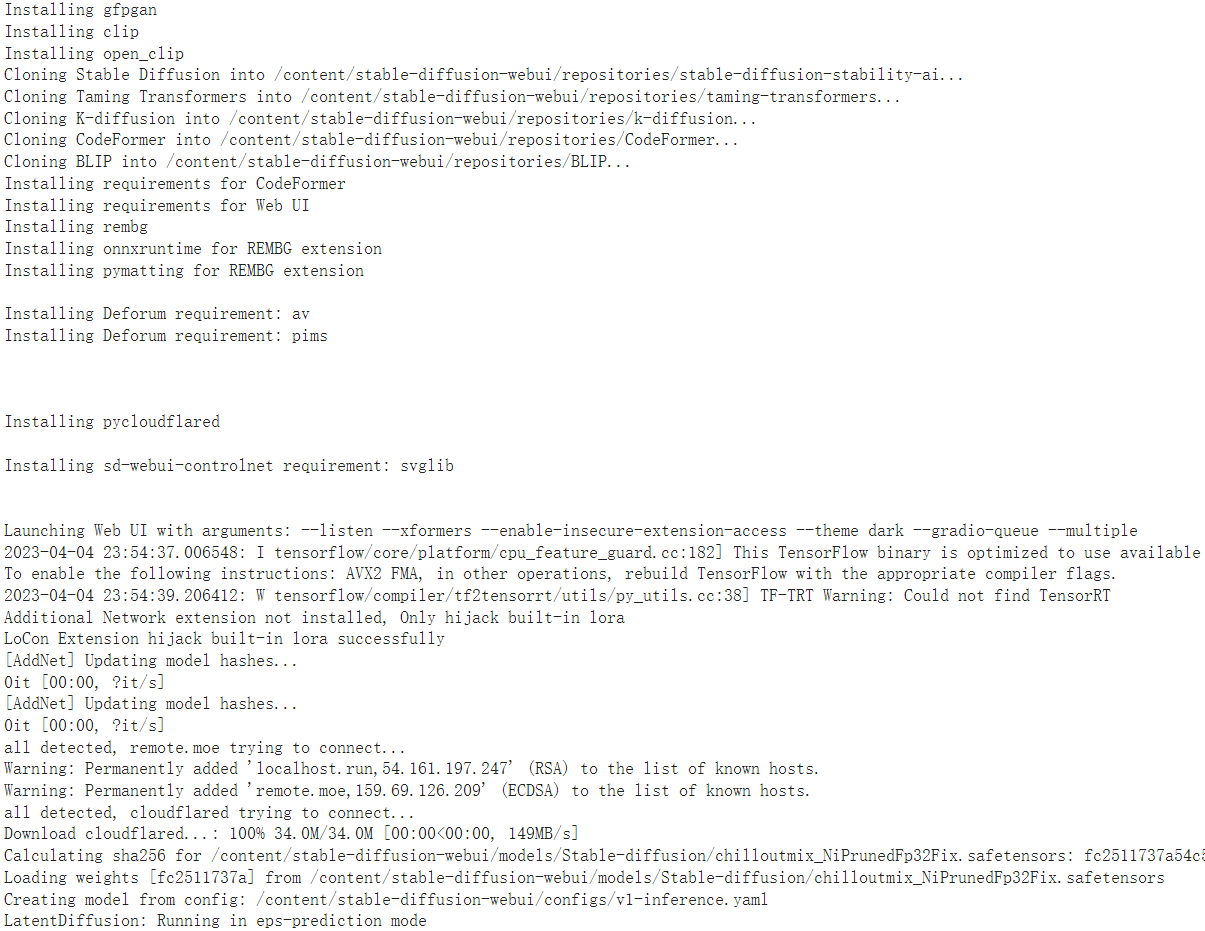 Installing gfpgan
Installing clip
Installing open_clip
Cloning Stable Diffusion into /content/stable-diffusion-webui/repositories/stable-diffusion-stability-ai...
Cloning Taming Transformers into /content/stable-diffusion-webui/repositories/taming-transformers...
Cloning K-diffusion into /content/stable-diffusion-webui/repositories/k-diffusion...
Cloning CodeFormer into /content/stable-diffusion-webui/repositories/CodeFormer...
Cloning BLIP into /content/stable-diffusion-webui/repositories/BLIP...
Installing requirements for CodeFormer
Installing requirements for Web UI
Installing rembg
Installing onnxruntime for REMBG extension
Installing pymatting for REMBG extension
Installing Deforum requirement: av
Installing Deforum requirement: pims
Installing pycloudflared
Installing sd-webui-controlnet requirement: svglib
Launching Web UI with arguments: --listen --xformers --enable-insecure-extension-access --theme dark --gradio-queue --multiple
2023-04-04 23:54:37.006548: I tensorflow/core/platform/cpu_feature_guard.cc:182] This TensorFlow binary is optimized to use available
To enable the following instructions: AVX2 FMA, in other operations, rebuild TensorFlow with the appropriate compiler flags.
2023-04-04 23:54:39.206412: W tensorflow/compiler/tf2tensorrt/utils/py_utils.cc:38] TF-TRT Warning: Could not find TensorRT
Additional Network extension not installed, Only hijack built-in lora
LoCon Extension hijack built-in lora successfully
[AddNet] Updating model hashes...
0it [00:00, ?it/s]
[AddNet] Updating model hashes...
0it [00:00, ?it/s]
all detected, remote.moe trying to connect...
Warning: Permanently added 'localhost.run,54.161.197.247' (RSA) to the list of known hosts.
Warning: Permanently added 'remote.moe,159.69.126.209' (ECDSA) to the list of known hosts.
all detected, cloudflared trying to connect...
Download cloudflared...: 100% 34.0M/34.0M [00:00<00:00, 149MB/s]
Calculating sha256 for /content/stable-diffusion-webui/models/Stable-diffusion/chilloutmix_NiPrunedFp32Fix.safetensors: fc2511737a54c5
Loading weights [fc2511737a] from /content/stable-diffusion-webui/models/Stable-diffusion/chilloutmix_NiPrunedFp32Fix.safetensors
Creating model from config: /content/stable-diffusion-webui/configs/v1-inference.yaml
LatentDiffusion: Running in eps-prediction mode